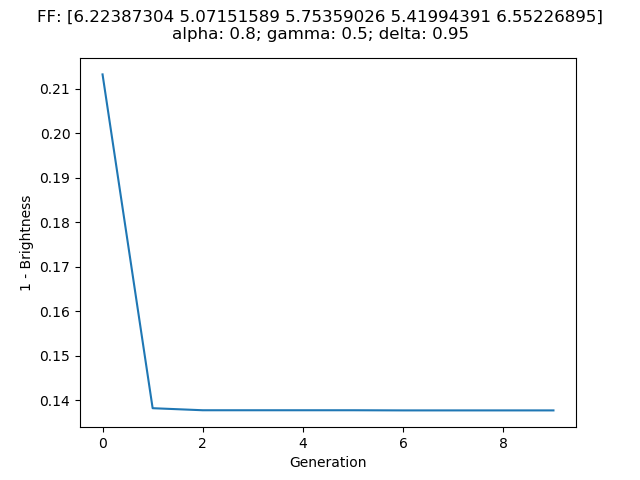 FF: [6.22387304 5.07151589 5.75359026 5.41994391 6.55226895]
alpha: 0.8; gamma: 0.5; delta: 0.95
0.21
0.20
0.19
0.18
0.17
0.16
0.15
0.14
1 - Brightness
0 2 4 6 8
Generation